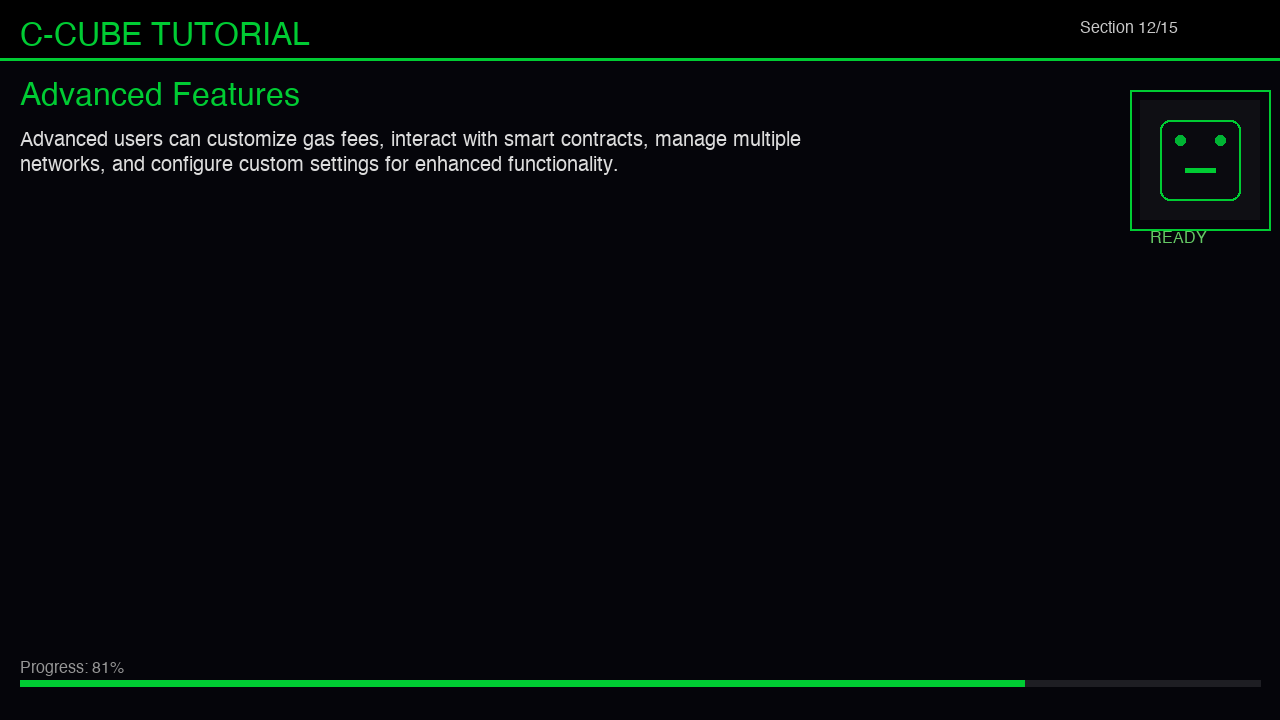 C-CUBE TUTORIAL
Section 12/15
Advanced Features
Advanced users can customize gas fees, interact with smart contracts, manage multiple
networks, and configure custom settings for enhanced functionality.
READY
Progress: 81%